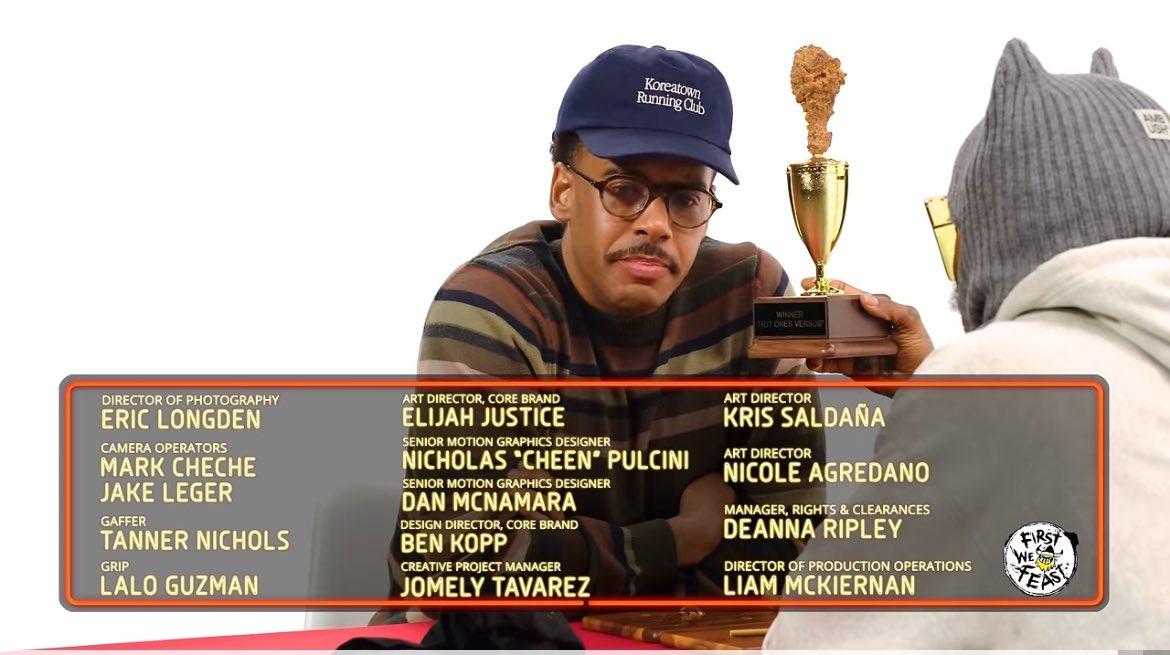 Koreatown
Running Club
AMB
USH
WINNER
"HOT ONES VERSUS"
DIRECTOR OF PHOTOGRAPHY
ERIC LONGDEN
CAMERA OPERATORS
MARK CHECHE
JAKE LEGER
GAFFER
TANNER NICHOLS
GRIP
LALO GUZMAN
ART DIRECTOR, CORE BRAND
ELIJAH JUSTICE
SENIOR MOTION GRAPHICS DESIGNER
NICHOLAS "CHEEN" PULCINI
SENIOR MOTION GRAPHICS DESIGNER
DAN MCNAMARA
DESIGN DIRECTOR, CORE BRAND
BEN KOPP
CREATIVE PROJECT MANAGER
JOMELY TAVAREZ
ART DIRECTOR
KRIS SALDAÑA
ART DIRECTOR
NICOLE AGREDANO
MANAGER, RIGHTS & CLEARANCES
DEANNA RIPLEY
DIRECTOR OF PRODUCTION OPERATIONS
LIAM MCKIERNAN
FIRST
WE
FEAST